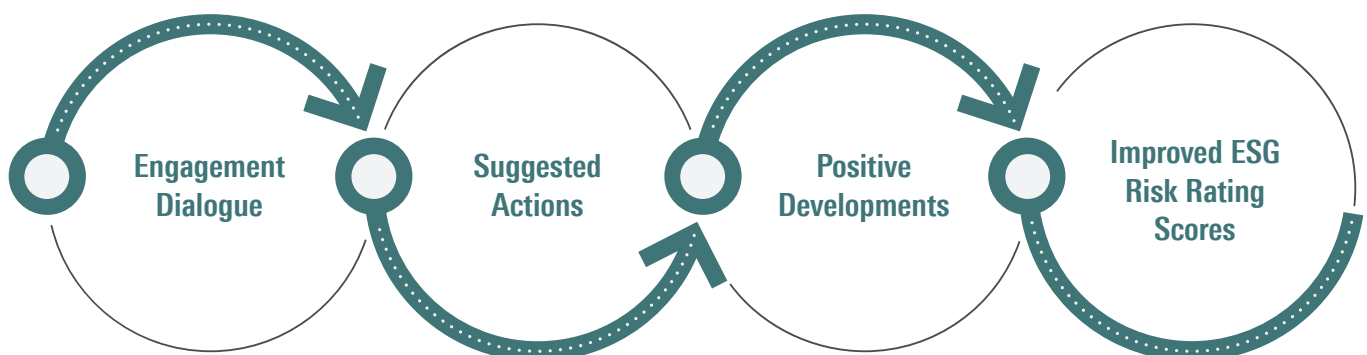 Engagement
Dialogue
Suggested
Actions
Positive
Developments
Improved ESG
Risk Rating
Scores